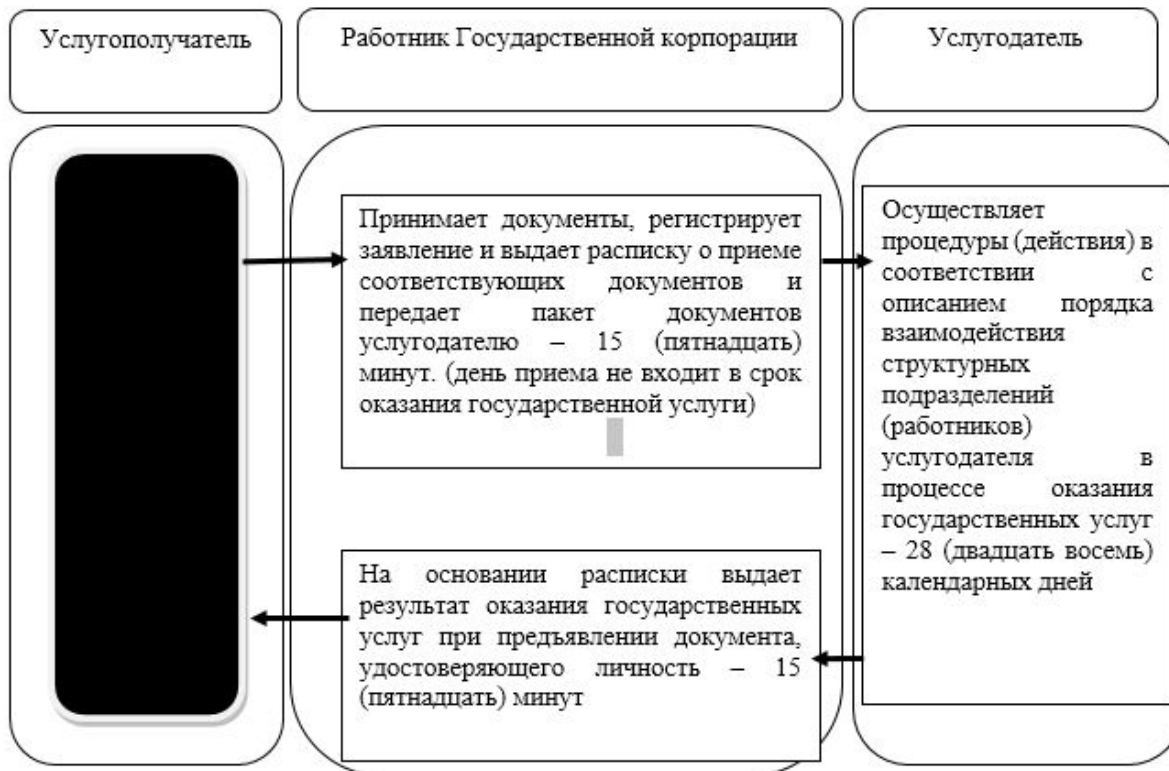 Услугополучатель
Работник Государственной корпорации
Услугодатель
Принимает документы, регистрирует
заявление и выдает расписку о приеме
соответствующих документов и
передает пакет документов
услугодателю – 15 (пятнадцать)
минут. (день приема не входит в срок
оказания государственной услуги)
На основании расписки выдает
результат оказания государственных
услуг при предъявлении документа,
удостоверяющего личность – 15
(пятнадцать) минут
Осуществляет
процедуры (действия) в
соответствии с
описанием порядка
взаимодействия
структурных
подразделений
(работников)
услугодателя в
процессе оказания
государственных услуг
– 28 (двадцать восемь)
календарных дней